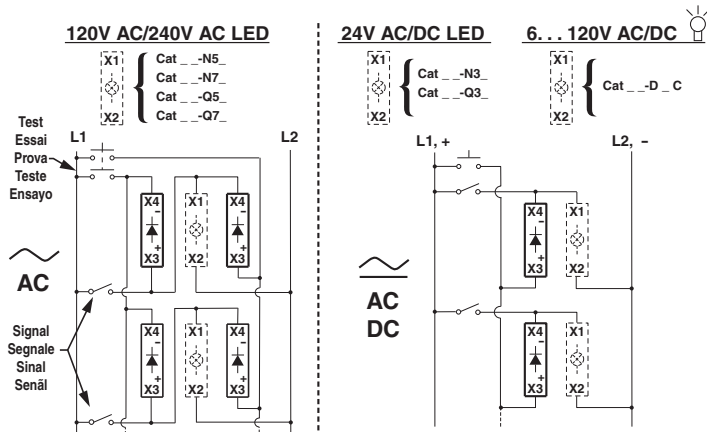 120V AC/240V AC LED
X1
X2
Cat _ _-N5_
Cat _ _-N7_
Cat _ _-Q5_
Cat _ _-Q7_
Test
Essai
Prova
Teste
Ensayo
L1
L2
X4
–
+
X3
X1
X2
X4
–
+
X3
AC
Signal
Segnale
Sinal
Senãl
X4
–
+
X3
X1
X2
X4
–
+
X3
24V AC/DC LED
X1
X2
Cat _ _-N3_
Cat _ _-Q3_
6. . . 120V AC/DC
X1
X2
Cat _ _-D _ C
L1, +
L2, –
X4
–
+
X3
X1
X2
AC
DC
X4
–
+
X3
X1
X2